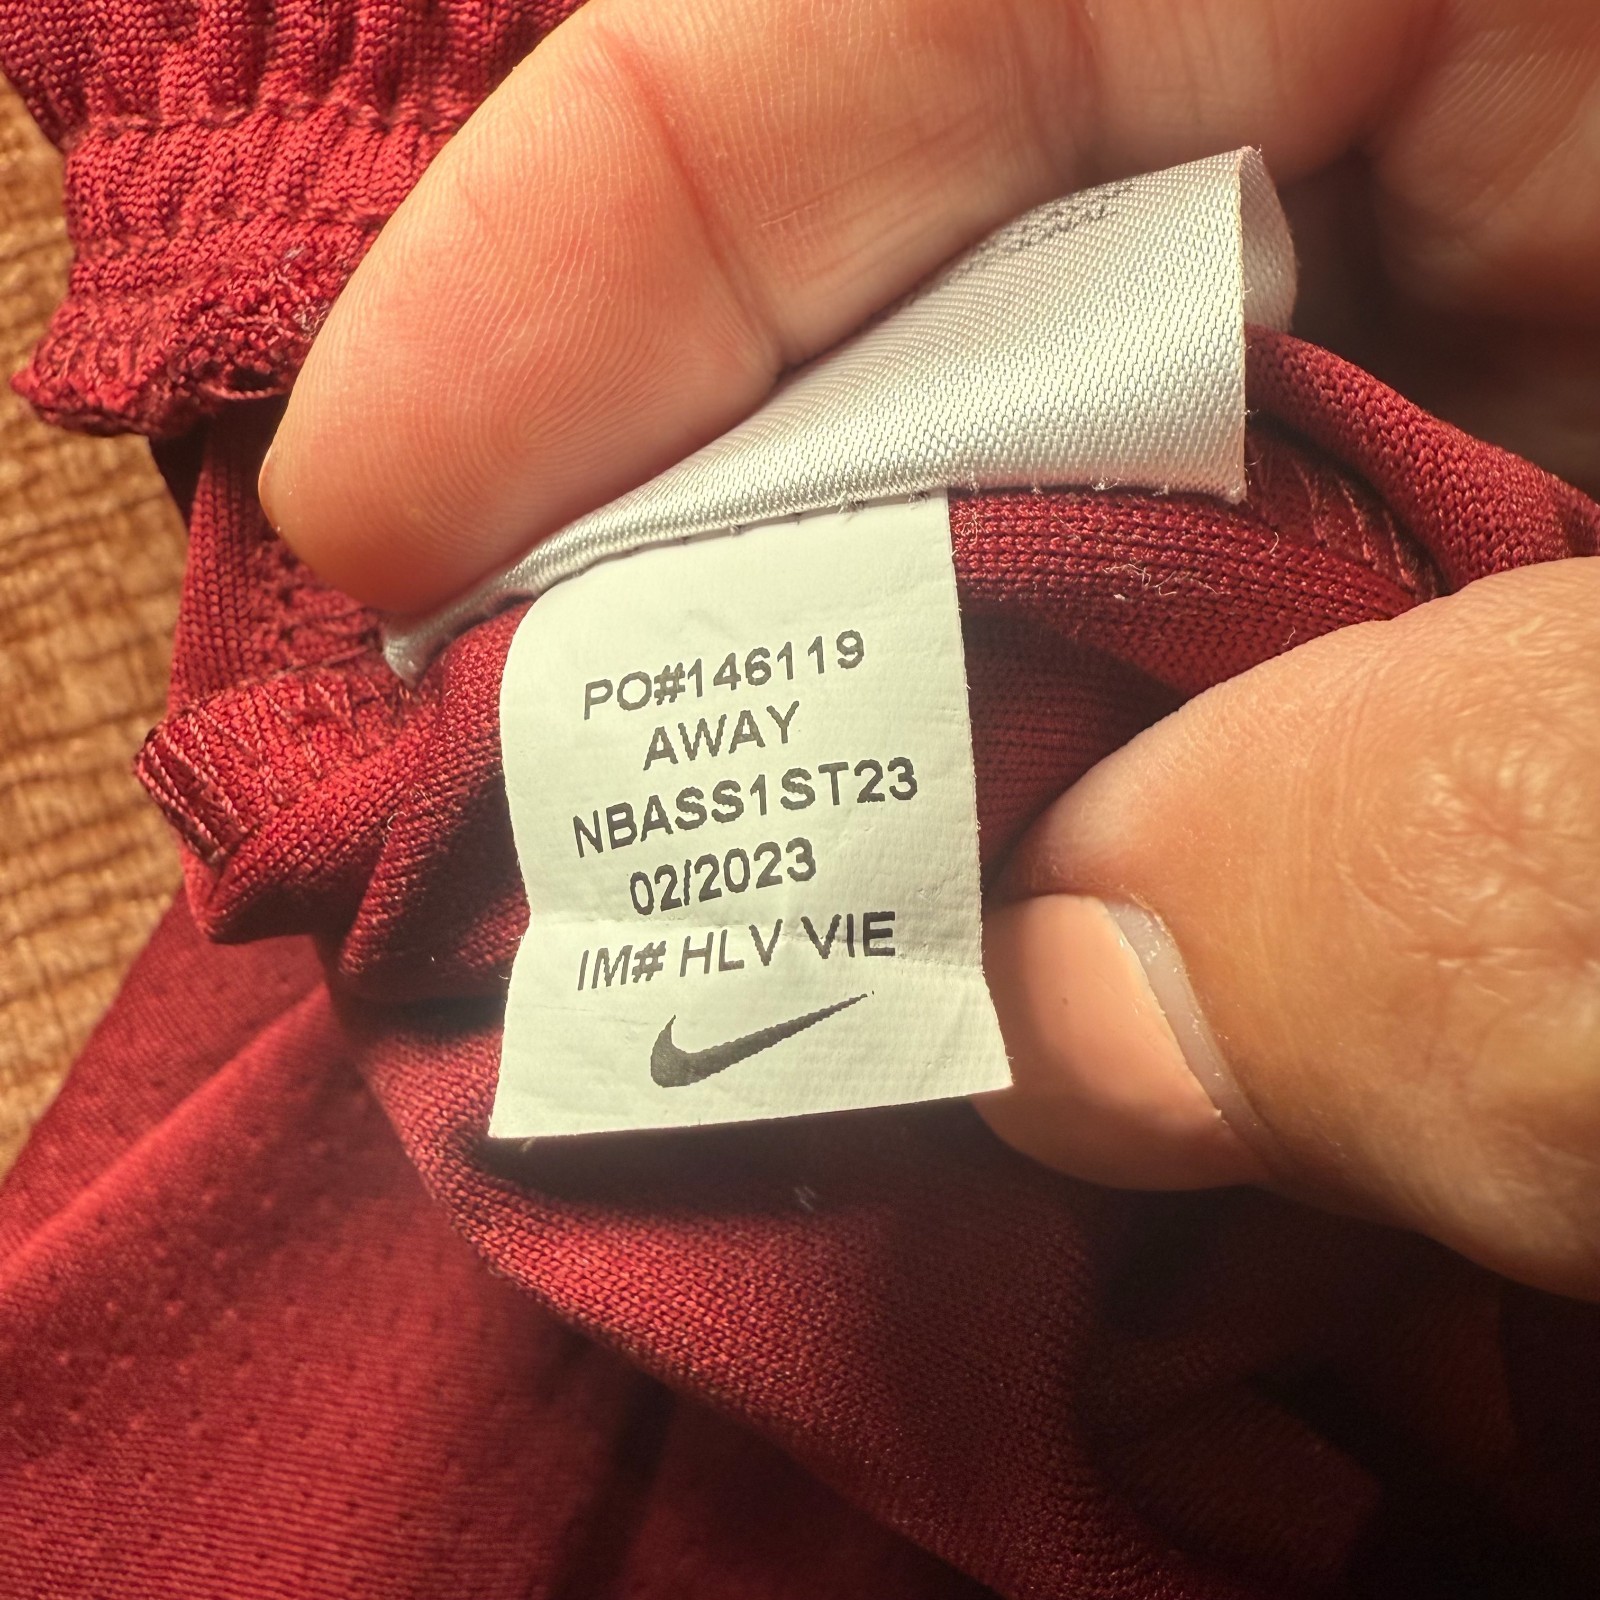 PO#146119
AWAY
NBASS1ST23
02/2023
IM# HLV VIE